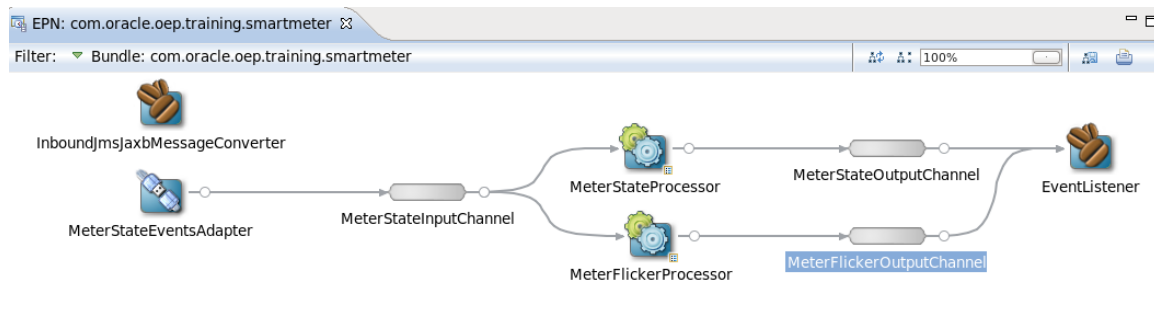 EPN: com.oracle.oep.training.smartmeter
Filter: Bundle: com.oracle.oep.training.smartmeter 100%
InboundJmsJaxbMessageConverter
MeterStateProcessor
MeterStateOutputChannel
EventListener
MeterStateEventsAdapter
MeterStateInputChannel
MeterFlickerProcessor
MeterFlickerOutputChannel